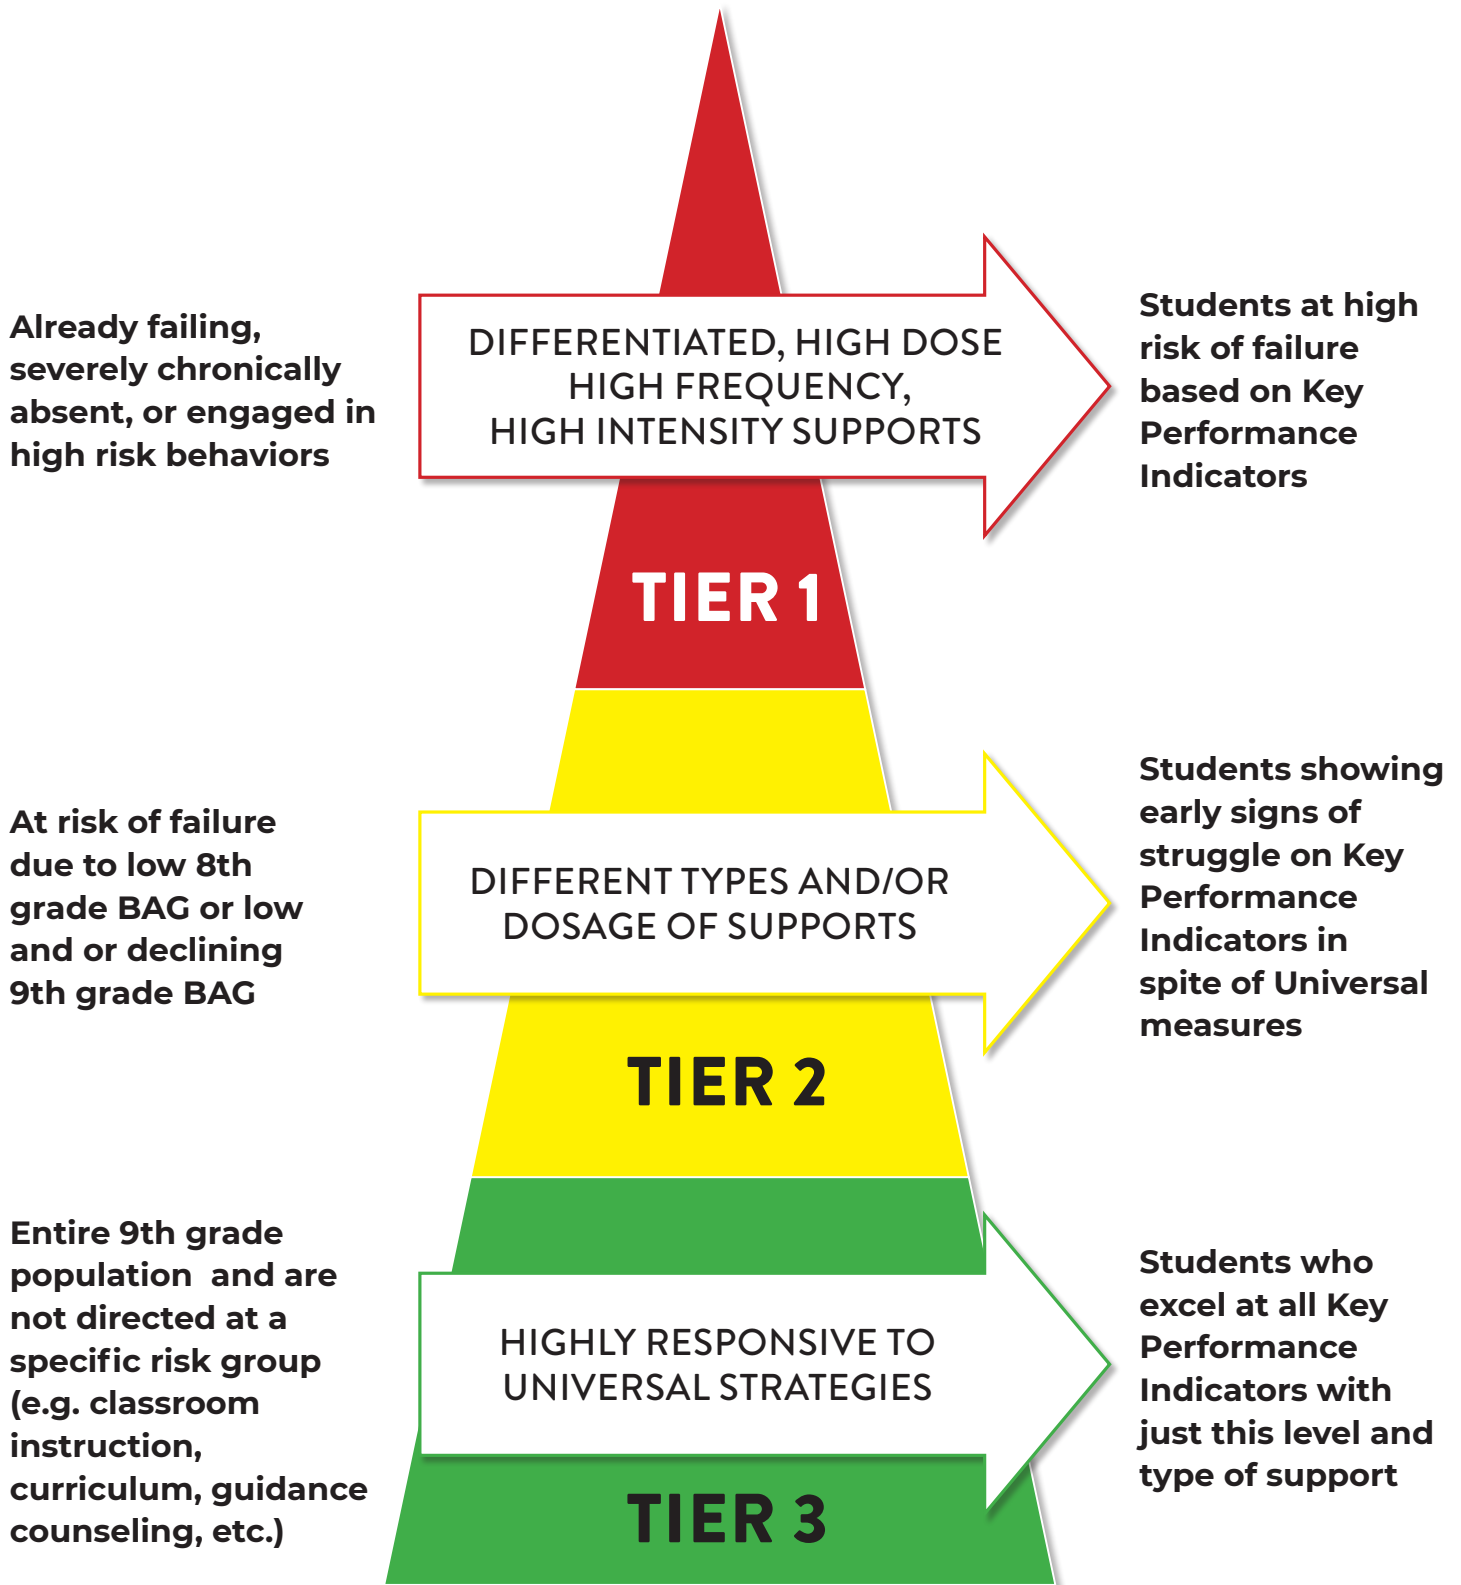 Already failing,
severely chronically
absent, or engaged in
high risk behaviors
DIFFERENTIATED, HIGH DOSE
HIGH FREQUENCY,
HIGH INTENSITY SUPPORTS
Students at high
risk of failure
based on Key
Performance
Indicators
TIER 1
At risk of failure
due to low 8th
grade BAG or low
and or declining
9th grade BAG
DIFFERENT TYPES AND/OR
DOSAGE OF SUPPORTS
Students showing
early signs of
struggle on Key
Performance
Indicators in
spite of Universal
measures
TIER 2
Entire 9th grade
population  and are
not directed at a
specific risk group
(e.g. classroom
instruction,
curriculum, guidance
counseling, etc.)
HIGHLY RESPONSIVE TO
UNIVERSAL STRATEGIES
Students who
excel at all Key
Performance
Indicators with
just this level and
type of support
TIER 3